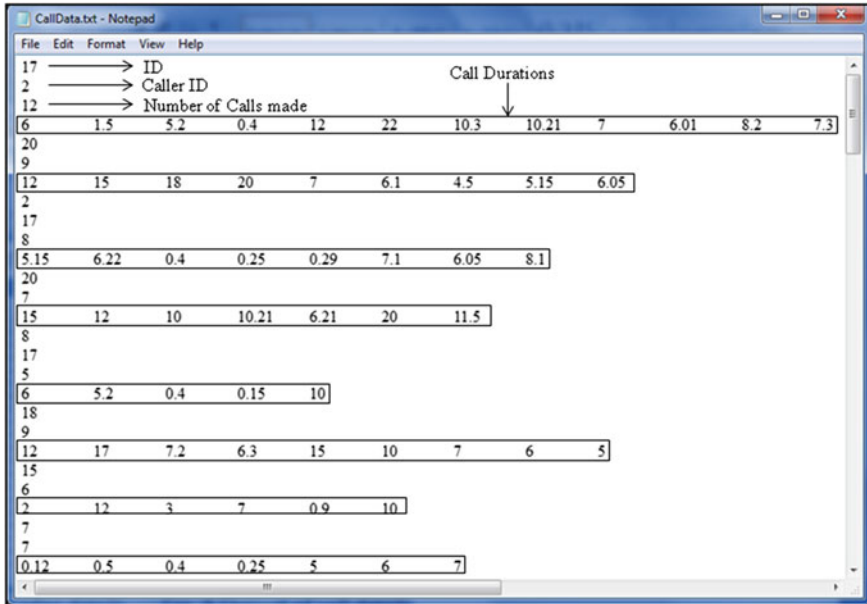 CallData.txt - Notepad
File Edit Format View Help
17 ID
Call Durations
2 Caller ID
12 Number of Calls made
6 1.5 5.2 0.4 12 22 10.3 10.21 7 6.01 8.2 7.3
20
9
12 15 18 20 7 6.1 4.5 5.15 6.05
2
17
8
5.15 6.22 0.4 0.25 0.29 7.1 6.05 8.1
20
7
15 12 10 10.21 6.21 20 11.5
8
17
5
6 5.2 0.4 0.15 10
18
9
12 17 7.2 6.3 15 10 7 6 5
15
6
2 12 3 7 0.9 10
7
7
0.12 0.5 0.4 0.25 5 6 7